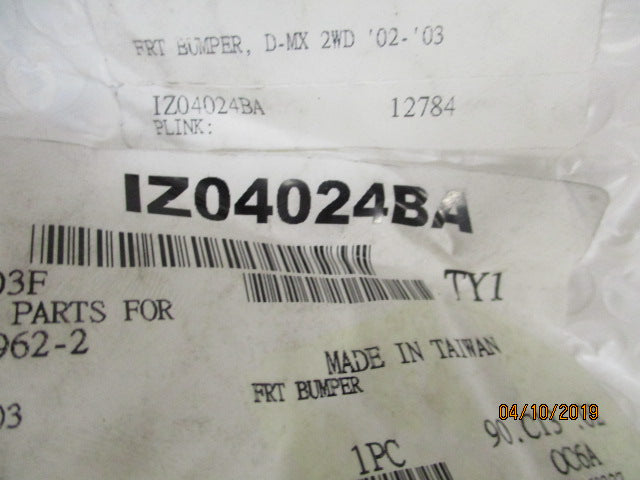 FRT BUMPER, D-MX 2WD '02-'03
IZ04024BA 12784
PLINK:
IZ04024BA
03F
TY1
PARTS FOR
962-2
MADE IN TAIWAN
FRT BUMPER
03
04/10/2019
1PC
0C6A